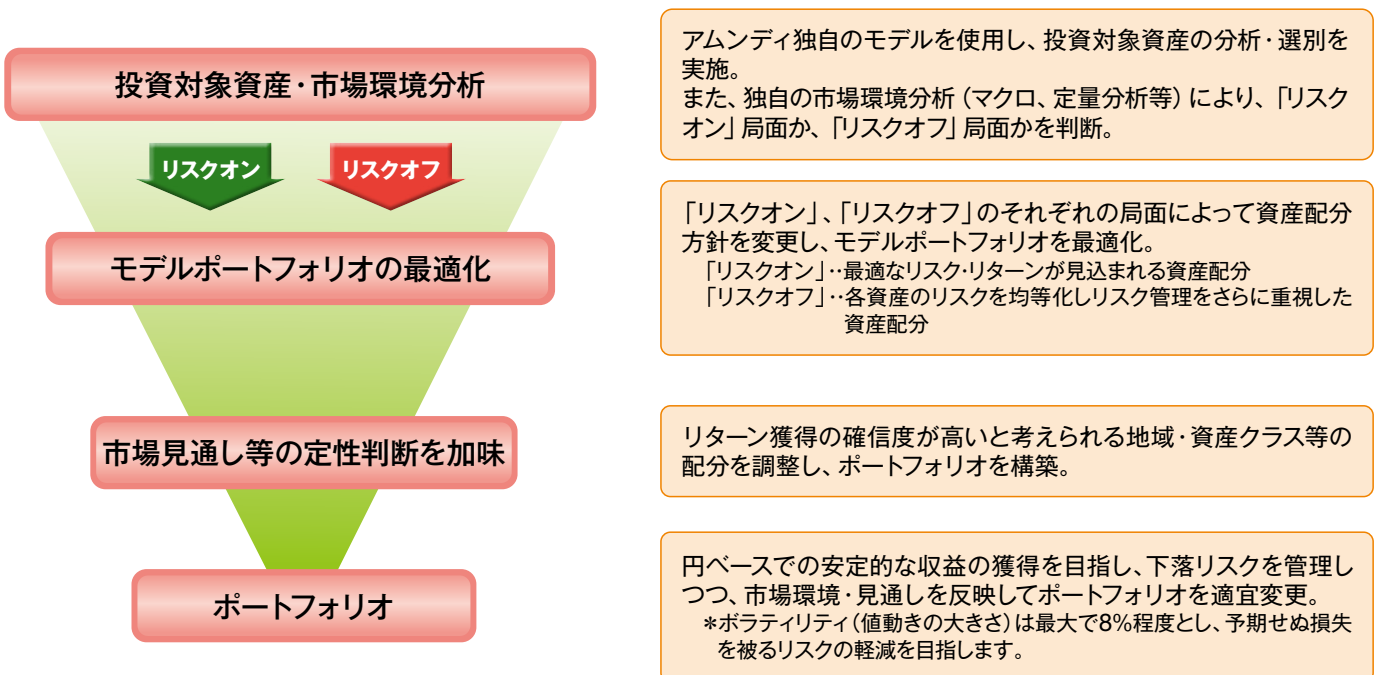 投資対象資産・市場環境分析
アムンディ独自のモデルを使用し、投資対象資産の分析・選別を
実施。
また、独自の市場環境分析（マクロ、定量分析等）により、「リスク
オン」局面か、「リスクオフ」局面かを判断。
リスクオン
リスクオフ
モデルポートフォリオの最適化
「リスクオン」、「リスクオフ」のそれぞれの局面によって資産配分
方針を変更し、モデルポートフォリオを最適化。
「リスクオン」‥最適なリスク・リターンが見込まれる資産配分
「リスクオフ」‥各資産のリスクを均等化しリスク管理をさらに重視した
資産配分
市場見通し等の定性判断を加味
リターン獲得の確信度が高いと考えられる地域・資産クラス等の
配分を調整し、ポートフォリオを構築。
ポートフォリオ
円ベースでの安定的な収益の獲得を目指し、下落リスクを管理し
つつ、市場環境・見通しを反映してポートフォリオを適宜変更。
＊ボラティリティ（値動きの大きさ）は最大で8%程度とし、予期せぬ損失
を被るリスクの軽減を目指します。